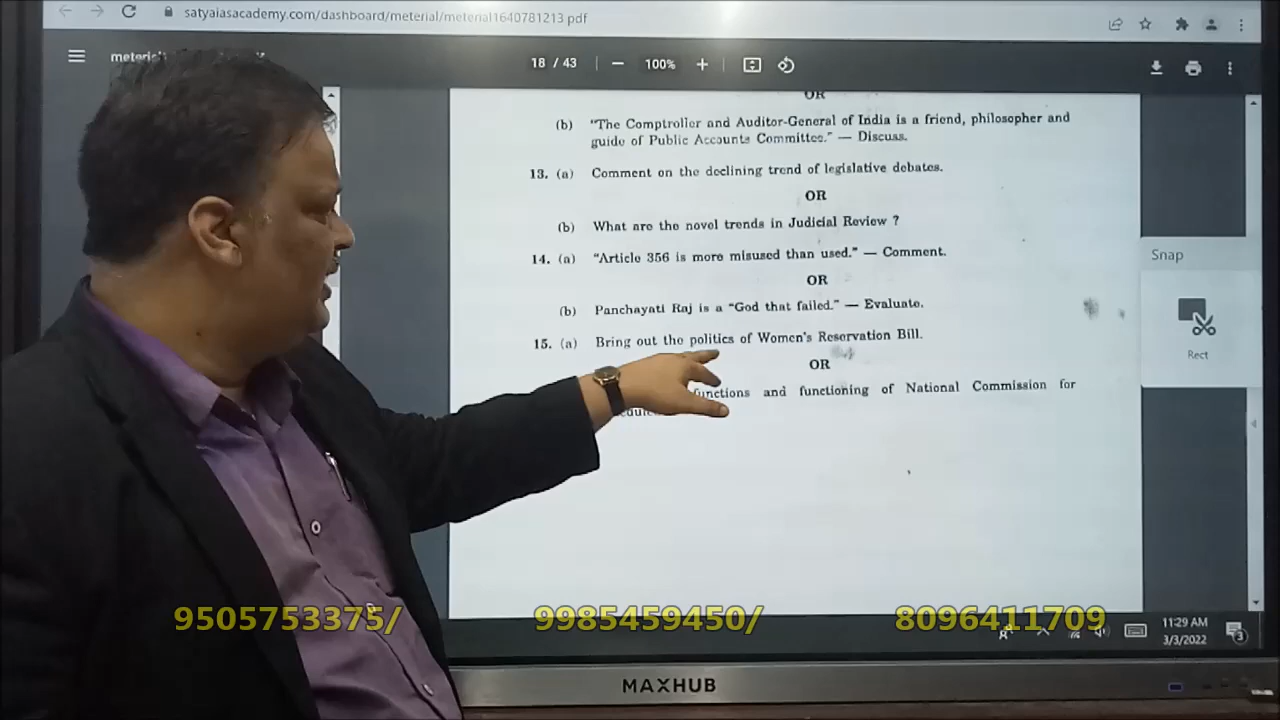 satyaiasacademy.com/dashboard/meterial/meterial1640781213.pdf
18 / 43
100%
OR
(b) "The Comptroller and Auditor-General of India is a friend, philosopher and
guide of Public Accounts Committee." — Discuss.
13. (a) Comment on the declining trend of legislative debates.
OR
(b) What are the novel trends in Judicial Review ?
14. (a) "Article 356 is more misused than used." — Comment.
OR
(b) Panchayati Raj is a "God that failed." — Evaluate.
15. (a) Bring out the politics of Women's Reservation Bill.
OR
functions and functioning of National Commission for
Snap
Rect
9505753375/ 9985459450/ 8096411709
11:29 AM
3/3/2022
3
MAXHUB